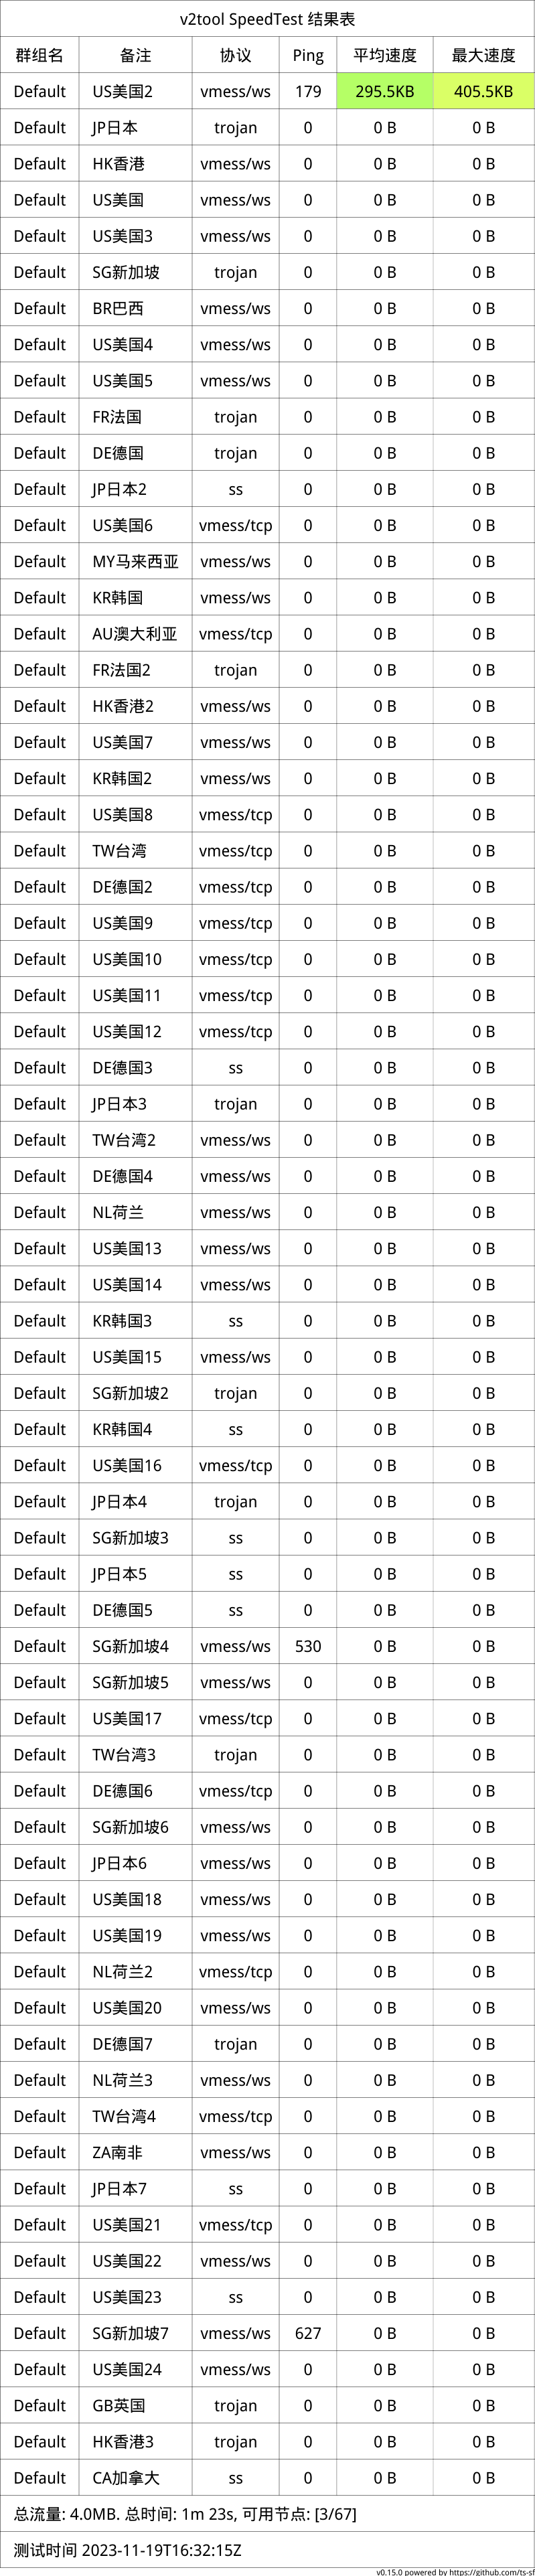 v2tool SpeedTest 结果表
群组名 备注 协议 Ping 平均速度 最大速度
Default US美国2 vmess/ws 179 295.5KB 405.5KB
Default JP日本 trojan 0 0 B 0 B
Default HK香港 vmess/ws 0 0 B 0 B
Default US美国 vmess/ws 0 0 B 0 B
Default US美国3 vmess/ws 0 0 B 0 B
Default SG新加坡 trojan 0 0 B 0 B
Default BR巴西 vmess/ws 0 0 B 0 B
Default US美国4 vmess/ws 0 0 B 0 B
Default US美国5 vmess/ws 0 0 B 0 B
Default FR法国 trojan 0 0 B 0 B
Default DE德国 trojan 0 0 B 0 B
Default JP日本2 ss 0 0 B 0 B
Default US美国6 vmess/tcp 0 0 B 0 B
Default MY马来西亚 vmess/ws 0 0 B 0 B
Default KR韩国 vmess/ws 0 0 B 0 B
Default AU澳大利亚 vmess/tcp 0 0 B 0 B
Default FR法国2 trojan 0 0 B 0 B
Default HK香港2 vmess/ws 0 0 B 0 B
Default US美国7 vmess/ws 0 0 B 0 B
Default KR韩国2 vmess/ws 0 0 B 0 B
Default US美国8 vmess/tcp 0 0 B 0 B
Default TW台湾 vmess/tcp 0 0 B 0 B
Default DE德国2 vmess/tcp 0 0 B 0 B
Default US美国9 vmess/tcp 0 0 B 0 B
Default US美国10 vmess/tcp 0 0 B 0 B
Default US美国11 vmess/tcp 0 0 B 0 B
Default US美国12 vmess/tcp 0 0 B 0 B
Default DE德国3 ss 0 0 B 0 B
Default JP日本3 trojan 0 0 B 0 B
Default TW台湾2 vmess/ws 0 0 B 0 B
Default DE德国4 vmess/ws 0 0 B 0 B
Default NL荷兰 vmess/ws 0 0 B 0 B
Default US美国13 vmess/ws 0 0 B 0 B
Default US美国14 vmess/ws 0 0 B 0 B
Default KR韩国3 ss 0 0 B 0 B
Default US美国15 vmess/ws 0 0 B 0 B
Default SG新加坡2 trojan 0 0 B 0 B
Default KR韩国4 ss 0 0 B 0 B
Default US美国16 vmess/tcp 0 0 B 0 B
Default JP日本4 trojan 0 0 B 0 B
Default SG新加坡3 ss 0 0 B 0 B
Default JP日本5 ss 0 0 B 0 B
Default DE德国5 ss 0 0 B 0 B
Default SG新加坡4 vmess/ws 530 0 B 0 B
Default SG新加坡5 vmess/ws 0 0 B 0 B
Default US美国17 vmess/tcp 0 0 B 0 B
Default TW台湾3 trojan 0 0 B 0 B
Default DE德国6 vmess/tcp 0 0 B 0 B
Default SG新加坡6 vmess/ws 0 0 B 0 B
Default JP日本6 vmess/ws 0 0 B 0 B
Default US美国18 vmess/ws 0 0 B 0 B
Default US美国19 vmess/ws 0 0 B 0 B
Default NL荷兰2 vmess/tcp 0 0 B 0 B
Default US美国20 vmess/ws 0 0 B 0 B
Default DE德国7 trojan 0 0 B 0 B
Default NL荷兰3 vmess/ws 0 0 B 0 B
Default TW台湾4 vmess/tcp 0 0 B 0 B
Default ZA南非 vmess/ws 0 0 B 0 B
Default JP日本7 ss 0 0 B 0 B
Default US美国21 vmess/tcp 0 0 B 0 B
Default US美国22 vmess/ws 0 0 B 0 B
Default US美国23 ss 0 0 B 0 B
Default SG新加坡7 vmess/ws 627 0 B 0 B
Default US美国24 vmess/ws 0 0 B 0 B
Default GB英国 trojan 0 0 B 0 B
Default HK香港3 trojan 0 0 B 0 B
Default CA加拿大 ss 0 0 B 0 B
总流量: 4.0MB. 总时间: 1m 23s, 可用节点: [3/67]
测试时间 2023-11-19T16:32:15Z
v0.15.0 powered by https://github.com/ts-sf